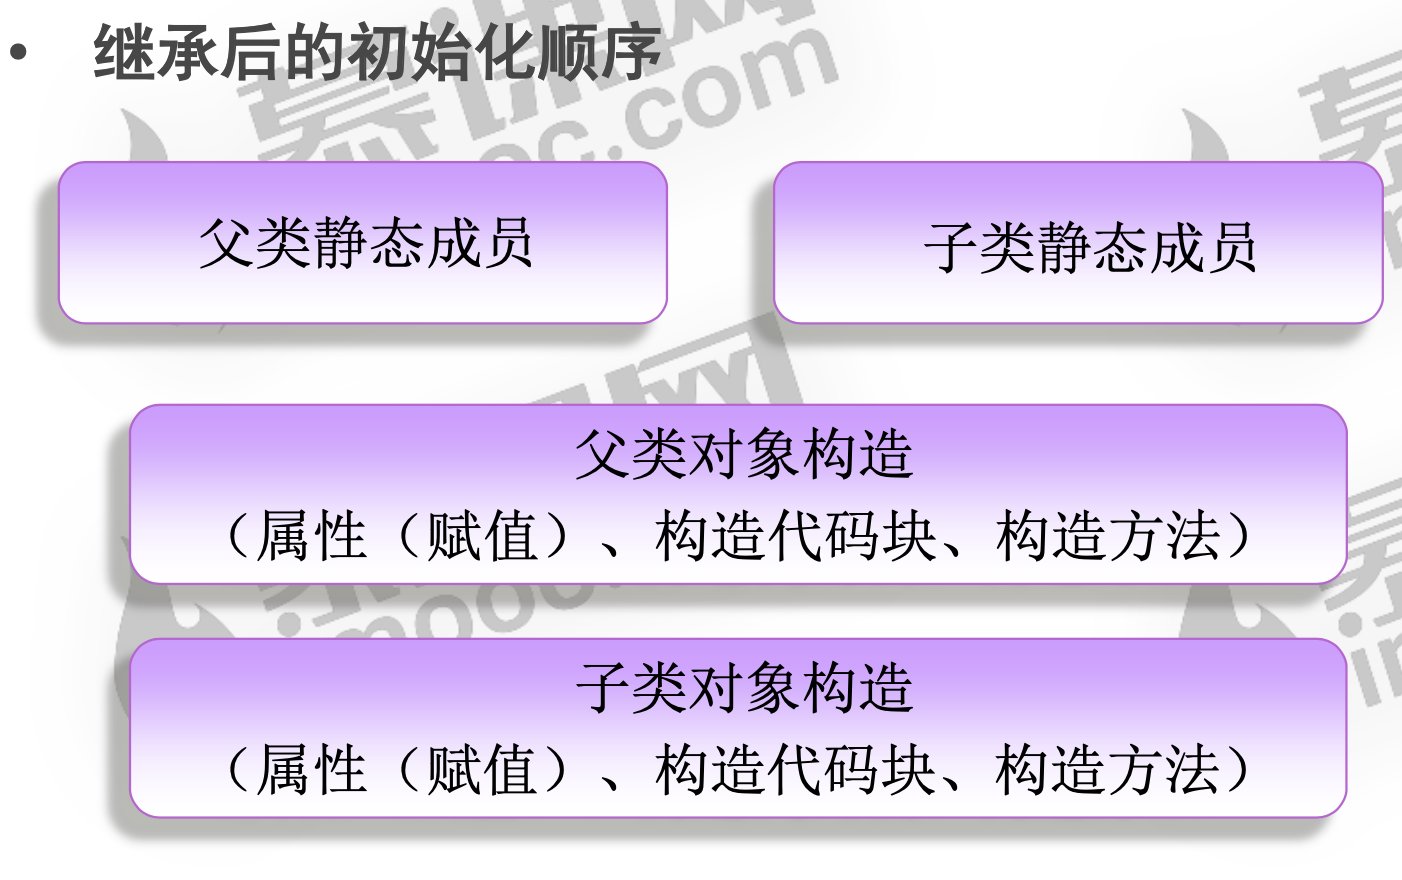 • 继承后的初始化顺序
父类静态成员
子类静态成员
父类对象构造
（属性（赋值）、构造代码块、构造方法）
子类对象构造
（属性（赋值）、构造代码块、构造方法）